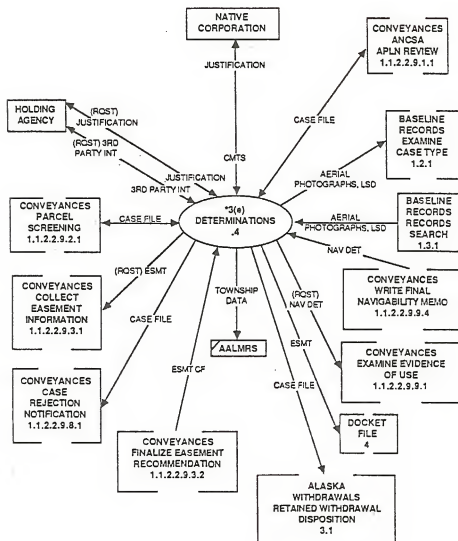 NATIVE
CORPORATION
CONVEYANCES
ANCSA
APLN REVIEW
1.1.2.2.9.1.1
JUSTIFICATION
CASE FILE
HOLDING
AGENCY
(RQST)
JUSTIFICATION
(RQST) 3RD
PARTY INT
CMTS
BASELINE
RECORDS
EXAMINE
CASE TYPE
1.2.1
JUSTIFICATION
3RD PARTY INT
AERIAL
PHOTOGRAPHS, LSD
CONVEYANCES
PARCEL
SCREENING
1.1.2.2.9.2.1
CASE FILE
*3(e)
DETERMINATIONS
.4
AERIAL
PHOTOGRAPHS, LSD
BASELINE
RECORDS
RECORDS
SEARCH
1.3.1
NAV DET
CONVEYANCES
WRITE FINAL
NAVIGABILITY MEMO
1.1.2.2.9.9.4
(RQST) ESMT
CONVEYANCES
COLLECT
EASEMENT
INFORMATION
1.1.2.2.9.3.1
TOWNSHIP
DATA
(RQST)
NAV DET
CASE FILE
AALMRS
ESMT
CONVEYANCES
EXAMINE EVIDENCE
OF USE
1.1.2.2.9.9.1
ESMT CF
CASE FILE
CONVEYANCES
CASE
REJECTION
NOTIFICATION
1.1.2.2.9.8.1
CONVEYANCES
FINALIZE EASEMENT
RECOMMENDATION
1.1.2.2.9.3.2
DOCKET
FILE
4
ALASKA
WITHDRAWALS
RETAINED WITHDRAWAL
DISPOSITION
3.1